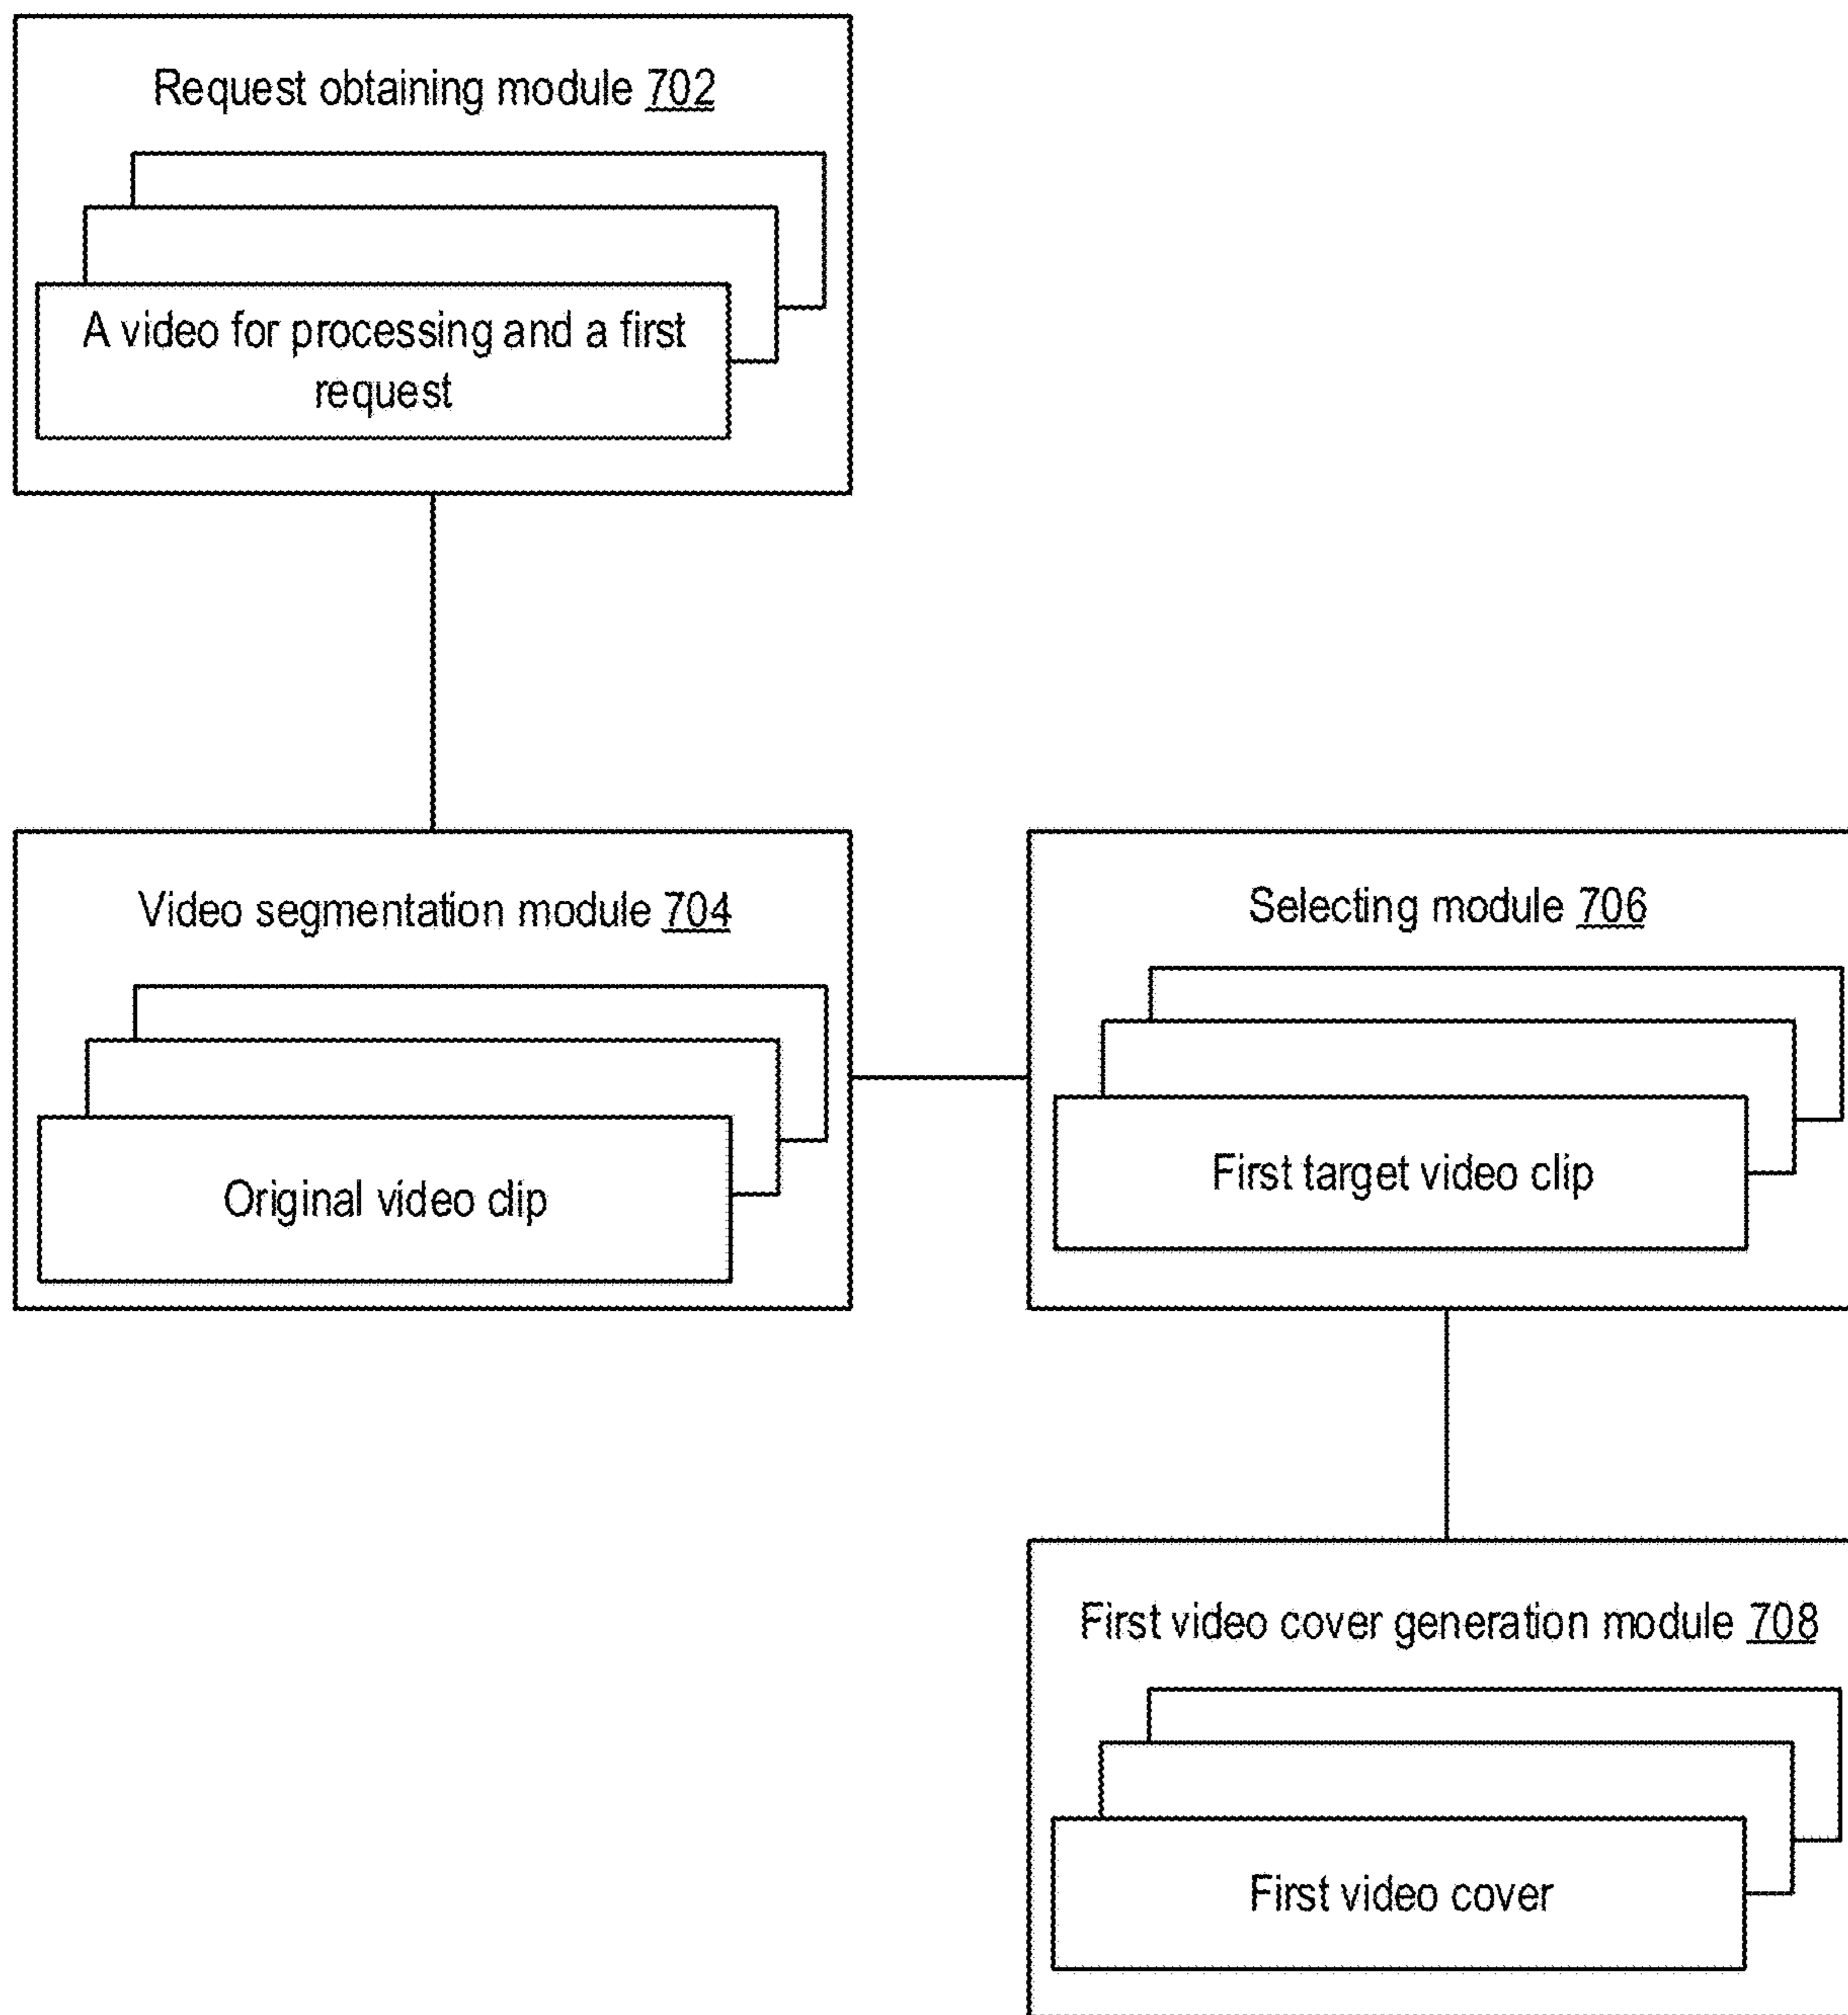 Request obtaining module 702
A video for processing and a first
request
Video segmentation module 704
Original video clip
Selecting module 706
First target video clip
First video cover generation module 708
First video cover